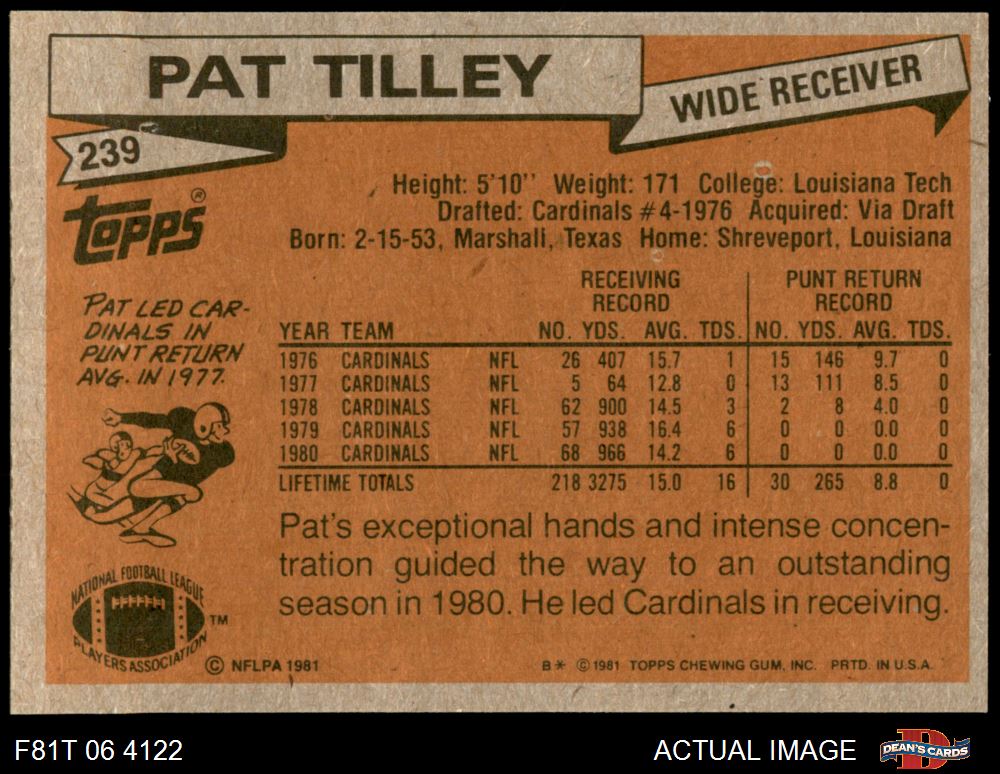 PAT TILLEY
WIDE RECEIVER
239
TOPPS®
Height: 5'10'' Weight: 171 College: Louisiana Tech
Drafted: Cardinals #4-1976 Acquired: Via Draft
Born: 2-15-53, Marshall, Texas Home: Shreveport, Louisiana
PAT LED CAR-
DINALS IN
PUNT RETURN
AVG. IN 1977.
RECEIVING RECORD PUNT RETURN RECORD
YEAR TEAM NO. YDS. AVG. TDS. NO. YDS. AVG. TDS.
1976 CARDINALS NFL 26 407 15.7 1 15 146 9.7 0
1977 CARDINALS NFL 5 64 12.8 0 13 111 8.5 0
1978 CARDINALS NFL 62 900 14.5 3 2 8 4.0 0
1979 CARDINALS NFL 57 938 16.4 6 0 0 0.0 0
1980 CARDINALS NFL 68 966 14.2 6 0 0 0.0 0
LIFETIME TOTALS 218 3275 15.0 16 30 265 8.8 0
Pat's exceptional hands and intense concen-
tration guided the way to an outstanding
season in 1980. He led Cardinals in receiving.
NATIONAL FOOTBALL LEAGUE
PLAYERS ASSOCIATION
TM
© NFLPA 1981
B* © 1981 TOPPS CHEWING GUM, INC. PRTD. IN U.S.A.
F81T 06 4122
ACTUAL IMAGE
DEAN'S CARDS